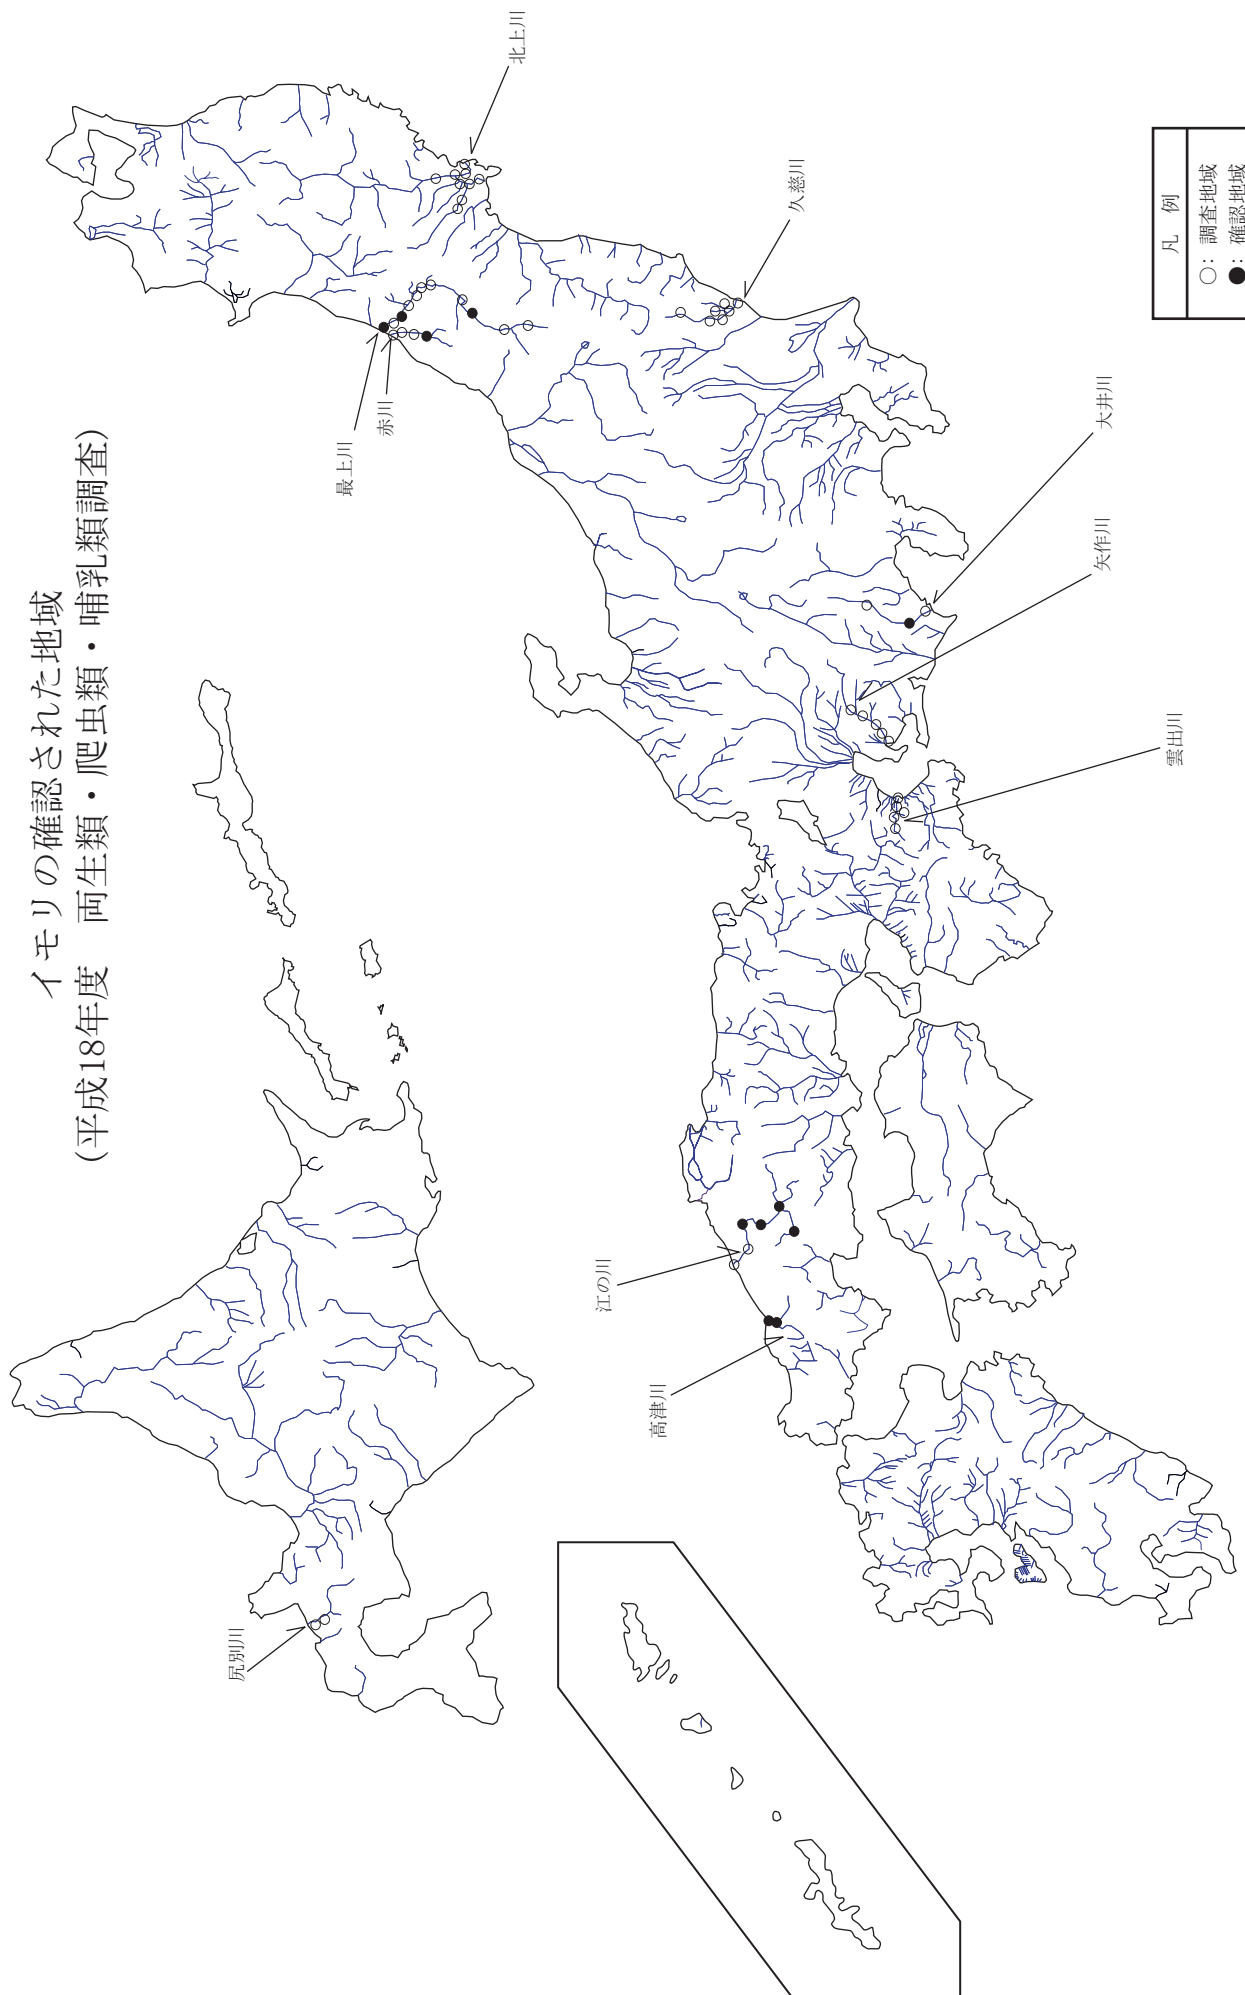 イモリの確認された地域
(平成18年度　両生類・爬虫類・哺乳類調査)
北上川
久慈川
最上川
赤川
大井川
矢作川
雲出川
江の川
高津川
尻別川
凡 例
○：調査地域
●：確認地域